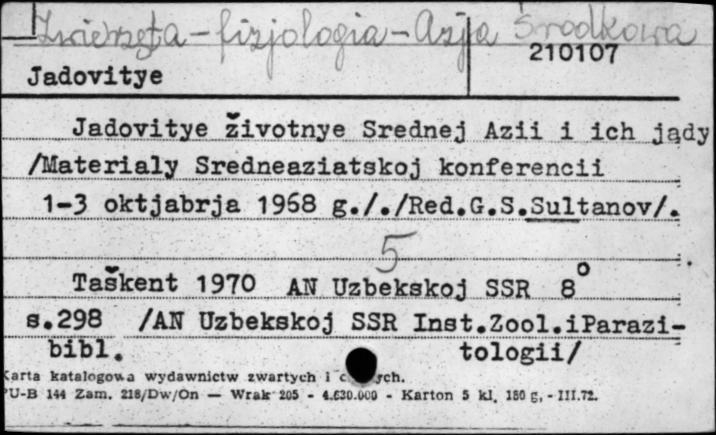 Zwierzęta - fizjologia - Azja Środkowa
210107
Jadovitye
Jadovitye životnye Srednej Azii i ich jądy
/Materialy Sredneaziatskoj konferencii
1-3 oktjabrja 1968 g././Red.G.S.Sultanov/.
5
Taškent 1970 AN Uzbekskoj SSR 8°
s.298 /AN Uzbekskoj SSR Inst.Zool.iParazi-
bibl. tologii/
Karta katalogowa wydawnictw zwartych i
PU-B 144 Zam. 218/Dw/On — Wrak 205 - 4.630.000 - Karton 5 kl. 180 g. - III.72.